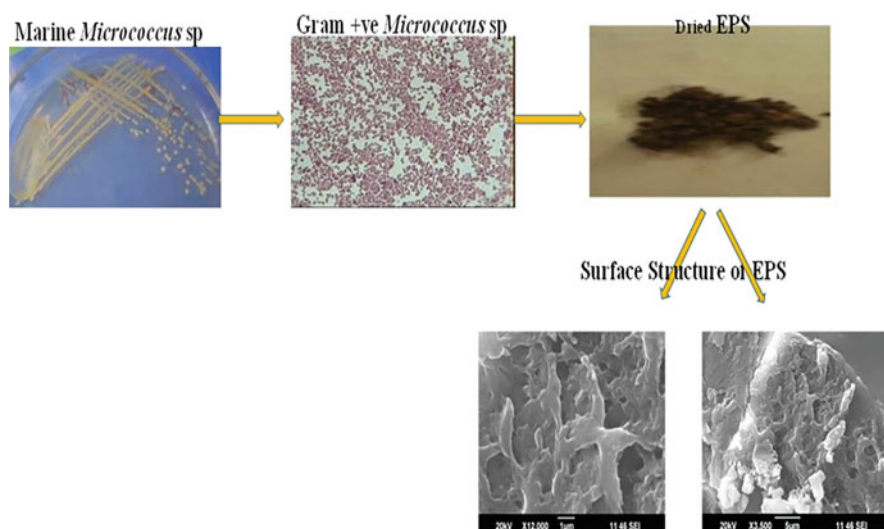 Marine Micrococcus sp
Gram +ve Micrococcus sp
Dried EPS
Surface Structure of EPS
20kV X12,000 1μm 11 46 SEI
20kV X3,500 5μm 11 46 SEI